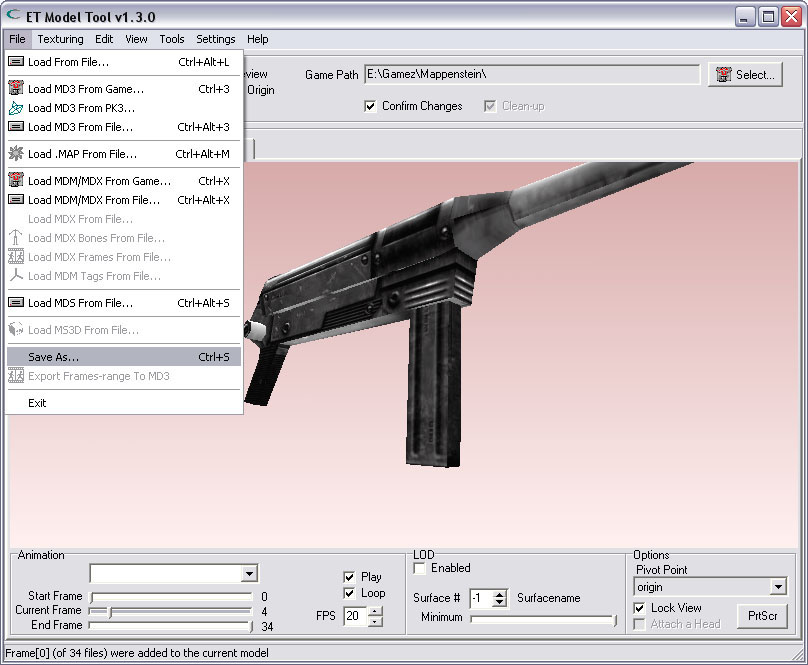 ET Model Tool v1.3.0
File Texturing Edit View Tools Settings Help
Load From File... Ctrl+Alt+L
Load MD3 From Game... Ctrl+3
Load MD3 From PK3...
Load MD3 From File... Ctrl+Alt+3
Load .MAP From File... Ctrl+Alt+M
Load MDM/MDX From Game... Ctrl+X
Load MDM/MDX From File... Ctrl+Alt+X
Load MDX From File...
Load MDX Bones From File...
Load MDX Frames From File...
Load MDM Tags From File...
Load MDS From File... Ctrl+Alt+S
Load MS3D From File...
Save As... Ctrl+S
Export Frames-range To MD3
Exit
view
Origin
Game Path E:\Gamez\Mappenstein\ Select...
Confirm Changes Clean-up
Animation
Play
Loop
Start Frame 0
Current Frame 4
End Frame 34
FPS 20
LOD
Enabled
Surface # -1 Surfacename
Minimum
Options
Pivot Point
origin
Lock View
Attach a Head
PrtScr
Frame[0] (of 34 files) were added to the current model